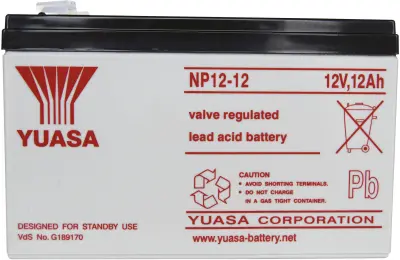 NP12-12 12V,12Ah
YUASA
valve regulated
lead acid battery
CAUTION
• AVOID SHORTING TERMINALS.
• DO NOT CHARGE
IN A GAS TIGHT CONTAINER.
Pb
DESIGNED FOR STANDBY USE
VdS No. G189170
YUASA CORPORATION
www.yuasa-battery.net